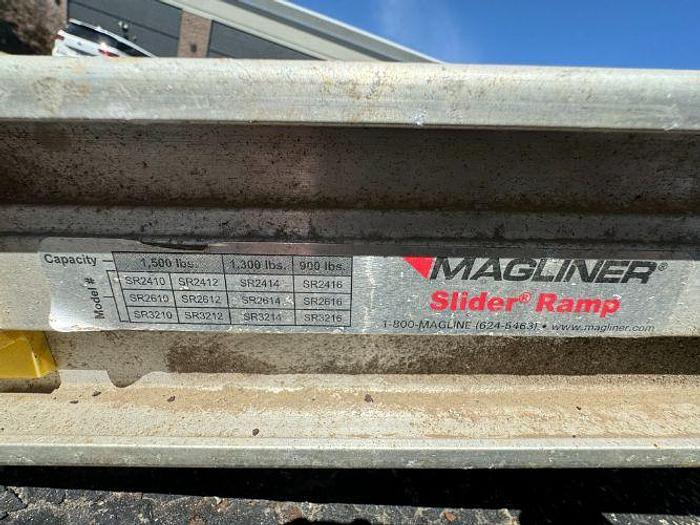 Capacity 1,500 lbs. 1,300 lbs. 900 lbs.
Model # SR2410 SR2412 SR2414 SR2416
SR2610 SR2612 SR2614 SR2616
SR3210 SR3212 SR3214 SR3216
MAGLINER®
Slider® Ramp
1-800-MAGLINE (624-5463) • www.magliner.com